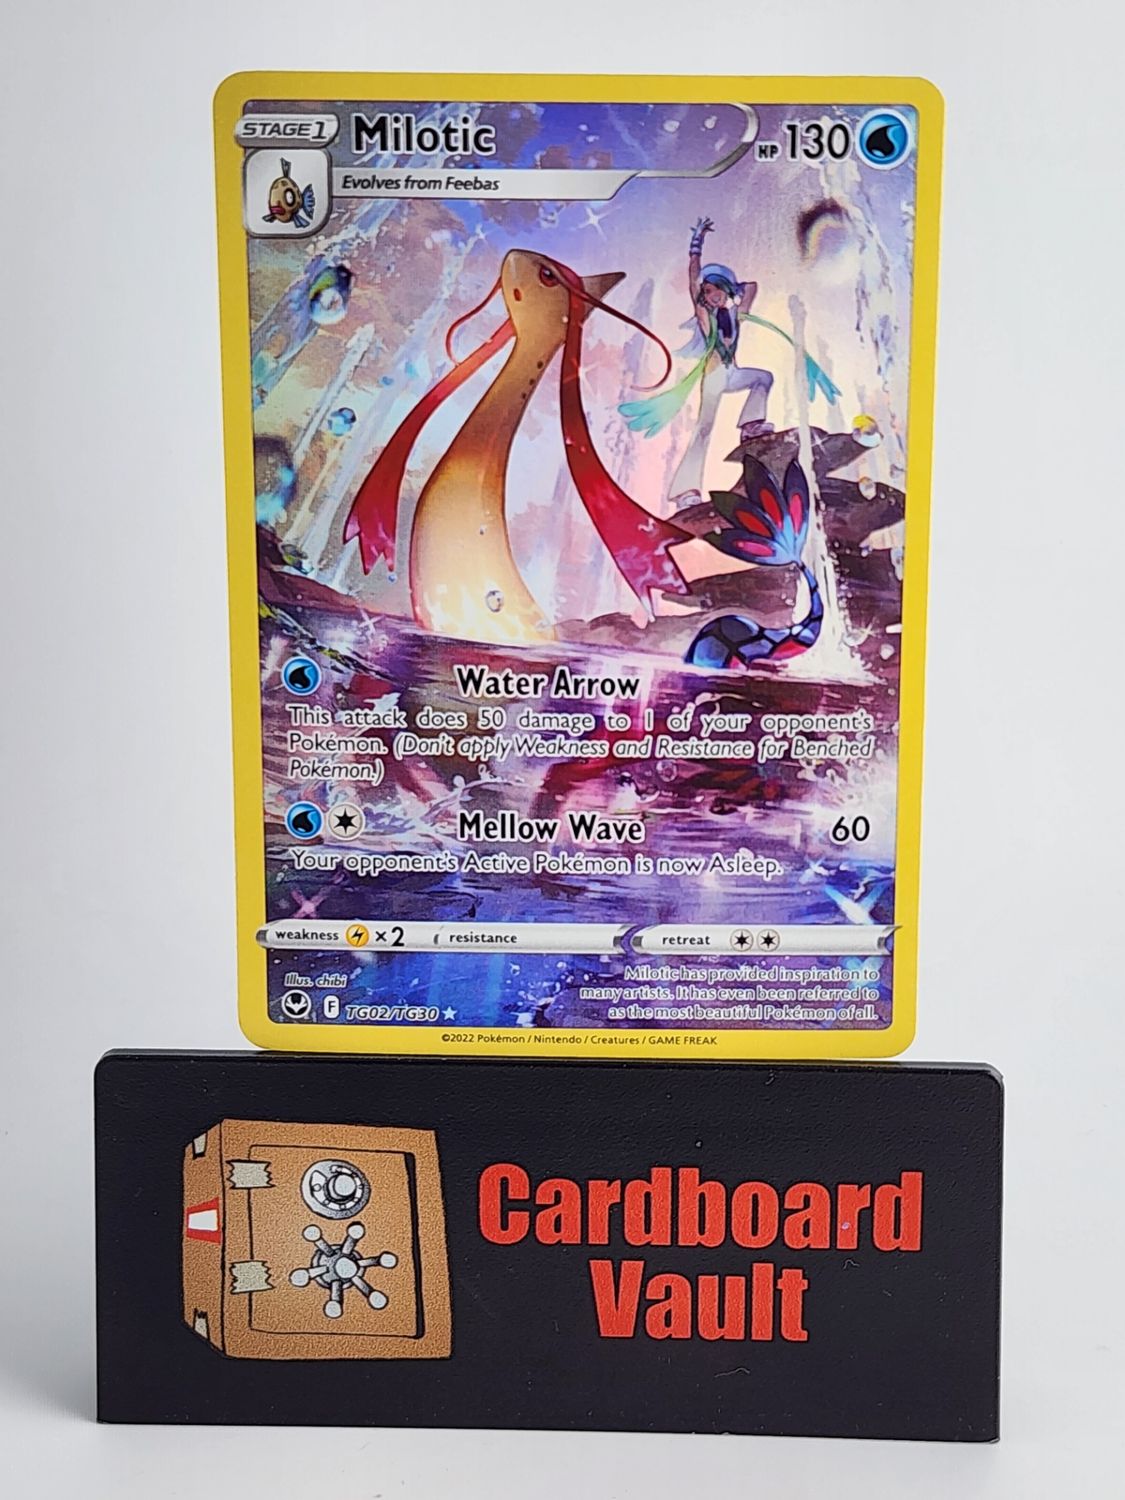 STAGE 1 Milotic HP 130
Evolves from Feebas
Water Arrow
This attack does 50 damage to 1 of your opponent's
Pokémon. (Don't apply Weakness and Resistance for Benched
Pokémon.)
Mellow Wave 60
Your opponent's Active Pokémon is now Asleep.
weakness ×2 resistance retreat
Illus. chibi
Milotic has provided inspiration to
many artists. It has even been referred to
as the most beautiful Pokémon of all.
F TG02/TG30
©2022 Pokémon / Nintendo / Creatures / GAME FREAK
Cardboard
Vault